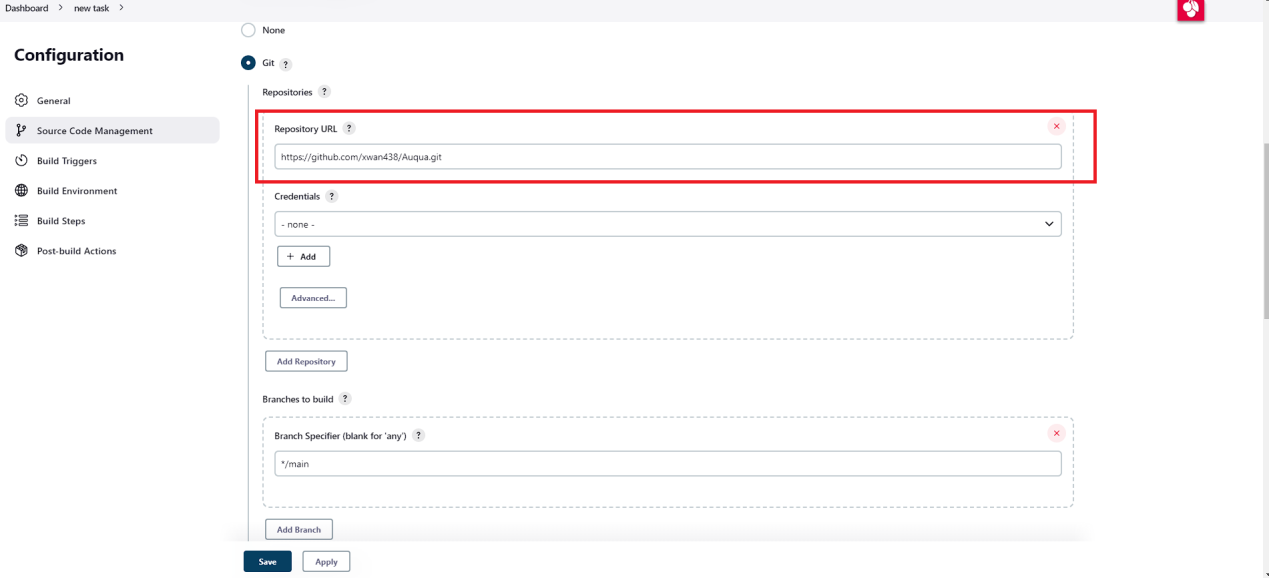 Dashboard > new task >
Configuration
General
Source Code Management
Build Triggers
Build Environment
Build Steps
Post-build Actions
None
Git ?
Repositories ?
Repository URL ?
https://github.com/xwan438/Auqua.git
Credentials ?
- none -
+ Add
Advanced...
Add Repository
Branches to build ?
Branch Specifier (blank for 'any') ?
*/main
Add Branch
Save
Apply